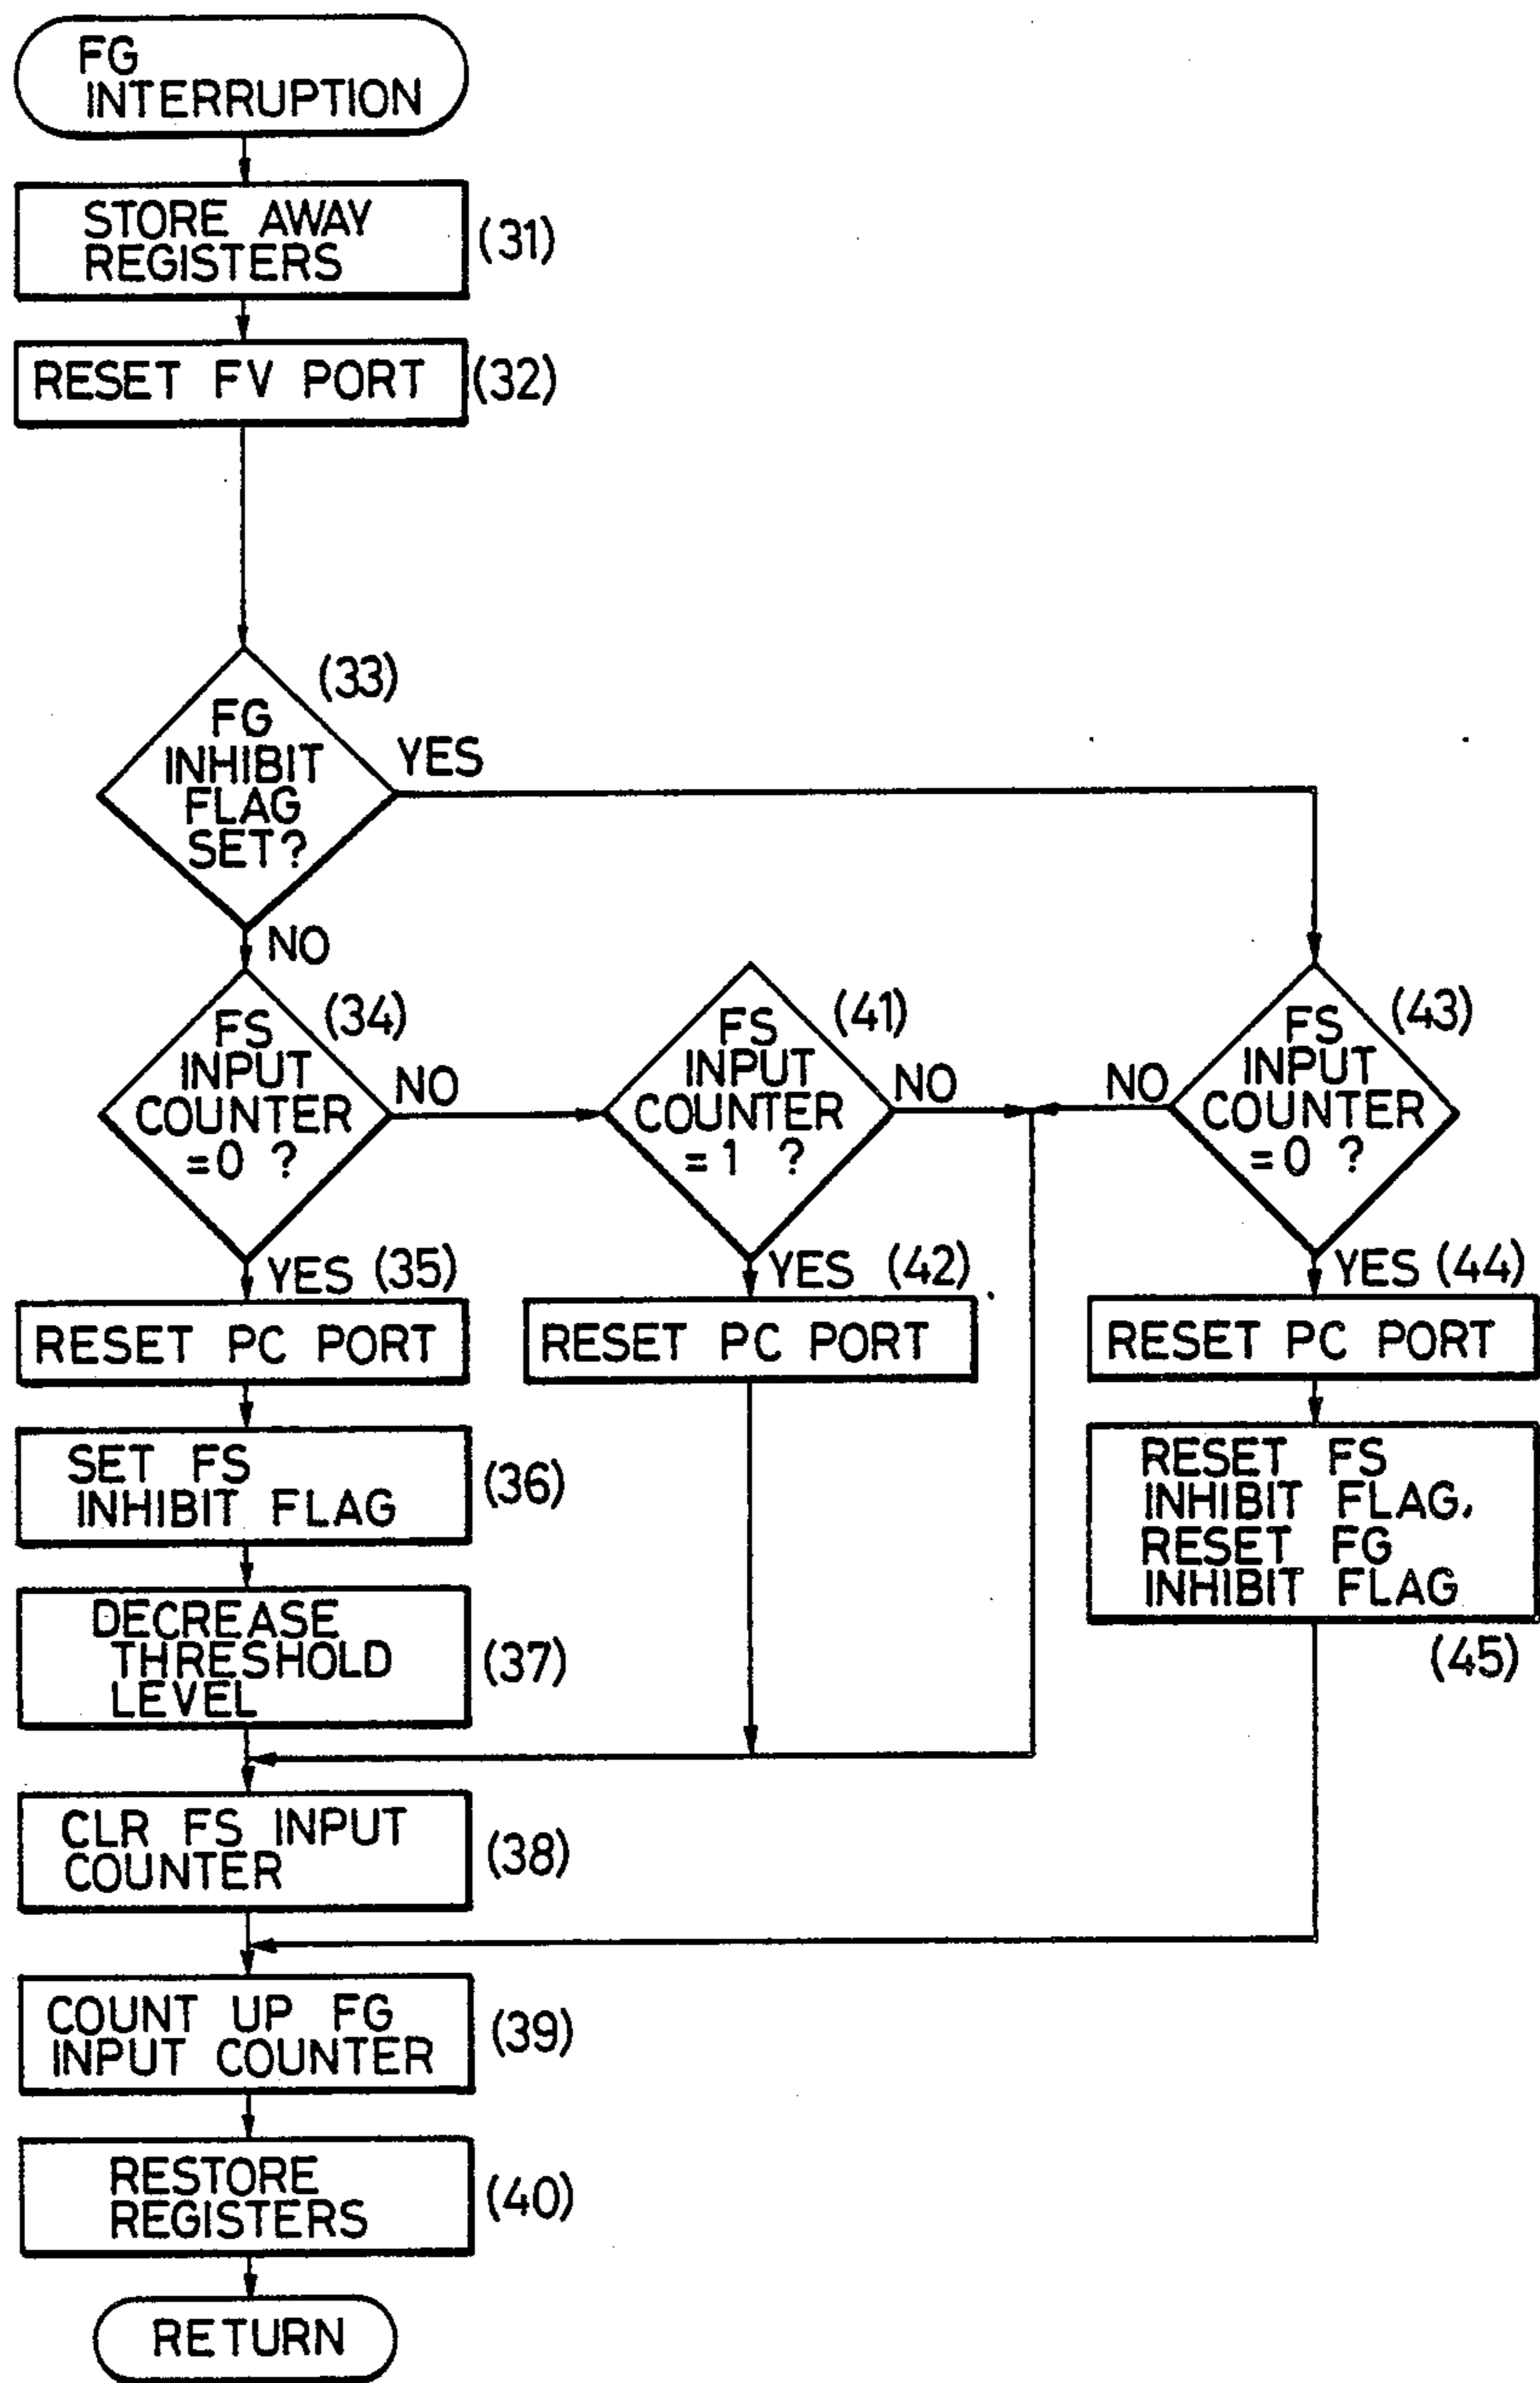 FG
INTERRUPTION
STORE AWAY
REGISTERS
(31)
RESET FV PORT
(32)
(33)
FG
INHIBIT
FLAG
SET?
YES
NO
(34)
FS
INPUT
COUNTER
=0 ?
NO
(41)
FS
INPUT
COUNTER
=1 ?
NO
(43)
FS
INPUT
COUNTER
=0 ?
NO
YES (35)
RESET PC PORT
YES (42)
RESET PC PORT
YES (44)
RESET PC PORT
SET FS
INHIBIT FLAG
(36)
RESET FS
INHIBIT FLAG,
RESET FG
INHIBIT FLAG
(45)
DECREASE
THRESHOLD
LEVEL
(37)
CLR FS INPUT
COUNTER
(38)
COUNT UP FG
INPUT COUNTER
(39)
RESTORE
REGISTERS
(40)
RETURN